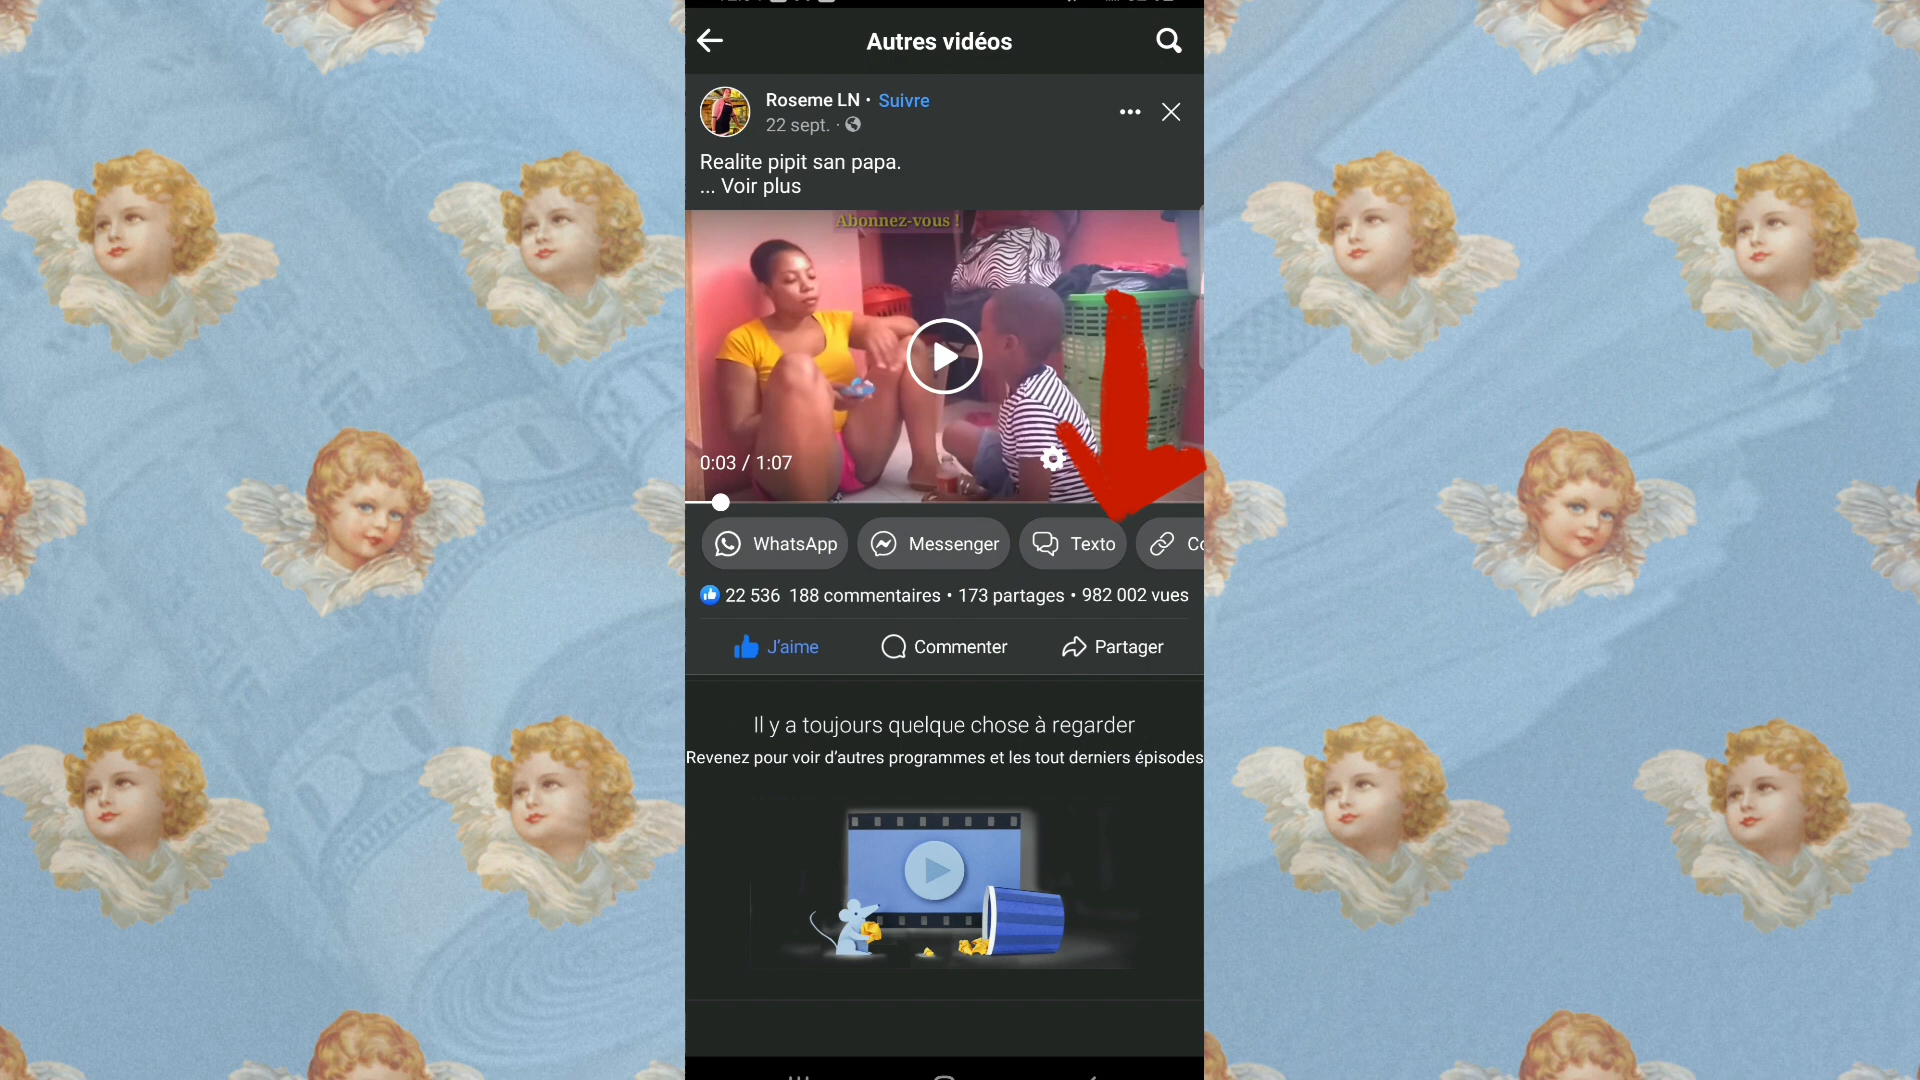 Autres vidéos
Roseme LN • Suivre
22 sept. ·
Realite pipit san papa.
... Voir plus
Abonnez-vous !
0:03 / 1:07
WhatsApp
Messenger
Texto
22 536 188 commentaires • 173 partages • 982 002 vues
J'aime
Commenter
Partager
Il y a toujours quelque chose à regarder
Revenez pour voir d'autres programmes et les tout derniers épisodes